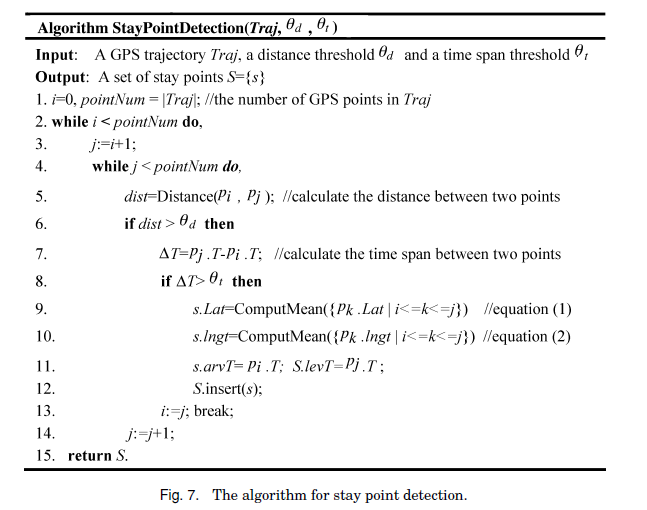 Algorithm StayPointDetection(Traj, θd , θt)
Input: A GPS trajectory Traj, a distance threshold θd and a time span threshold θt
Output: A set of stay points S={s}
1. i=0, pointNum = |Traj|; //the number of GPS points in Traj
2. while i < pointNum do,
3. j:=i+1;
4. while j < pointNum do,
5. dist=Distance(Pi , Pj ); //calculate the distance between two points
6. if dist > θd then
7. ΔT=Pj .T-Pi .T; //calculate the time span between two points
8. if ΔT> θt then
9. s.Lat=ComputMean({Pk .Lat | i<=k<=j}) //equation (1)
10. s.lngt=ComputMean({Pk .lngt | i<=k<=j}) //equation (2)
11. s.arvT= Pi .T; S.levT=Pj .T ;
12. S.insert(s);
13. i:=j; break;
14. j:=j+1;
15. return S.
Fig. 7. The algorithm for stay point detection.